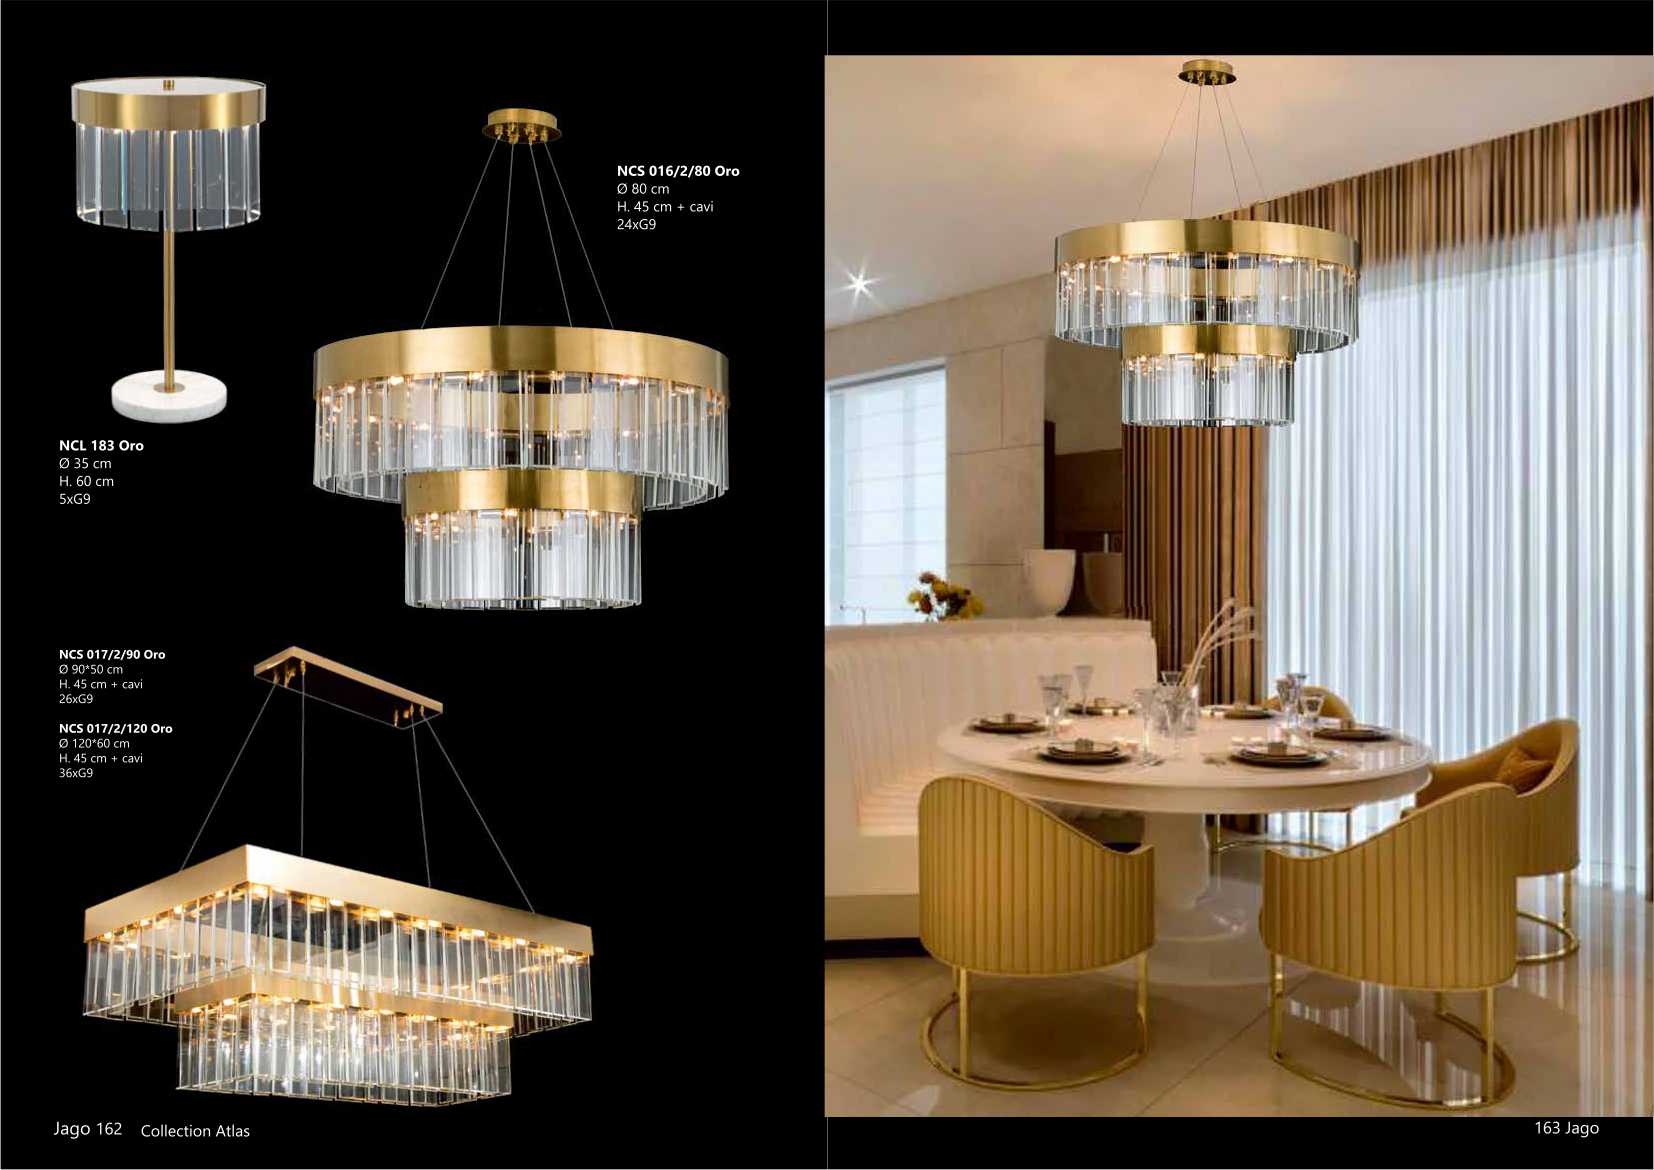 NCS 016/2/80 Oro
Ø 80 cm
H. 45 cm + cavi
24xG9
NCL 183 Oro
Ø 35 cm
H. 60 cm
5xG9
NCS 017/2/90 Oro
Ø 90*50 cm
H. 45 cm + cavi
26xG9
NCS 017/2/120 Oro
Ø 120*60 cm
H. 45 cm + cavi
36xG9
Jago 162 Collection Atlas
163 Jago